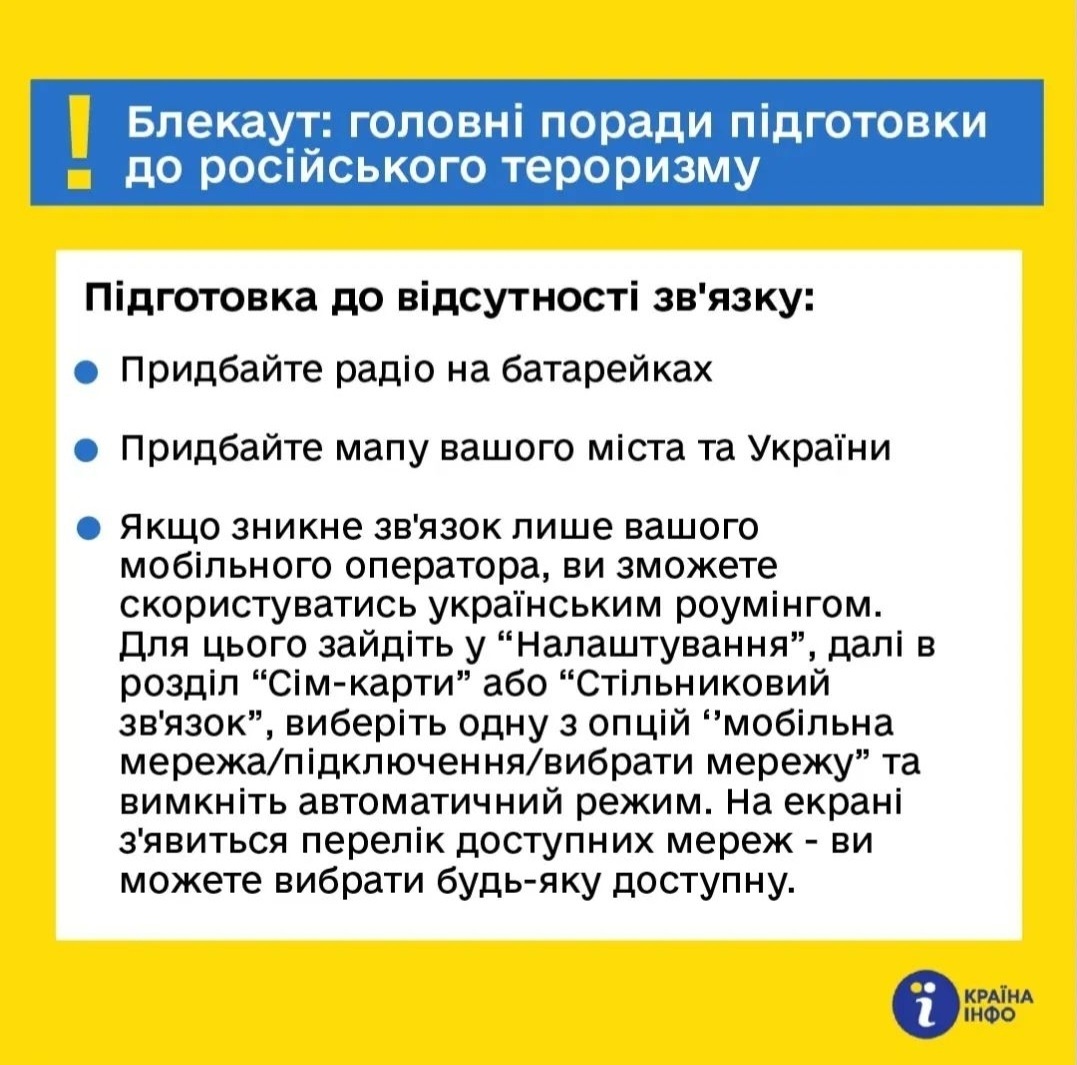 ! Блекаут: головні поради підготовки
до російського тероризму
Підготовка до відсутності зв'язку:
Придбайте радіо на батарейках
Придбайте мапу вашого міста та України
Якщо зникне зв'язок лише вашого
мобільного оператора, ви зможете
скористуватись українським роумінгом.
Для цього зайдіть у “Налаштування”, далі в
розділ “Сім-карти” або “Стільниковий
зв'язок”, виберіть одну з опцій ‘’мобільна
мережа/підключення/вибрати мережу” та
вимкніть автоматичний режим. На екрані
з'явиться перелік доступних мереж - ви
можете вибрати будь-яку доступну.
ї КРАЇНА
ІНФО